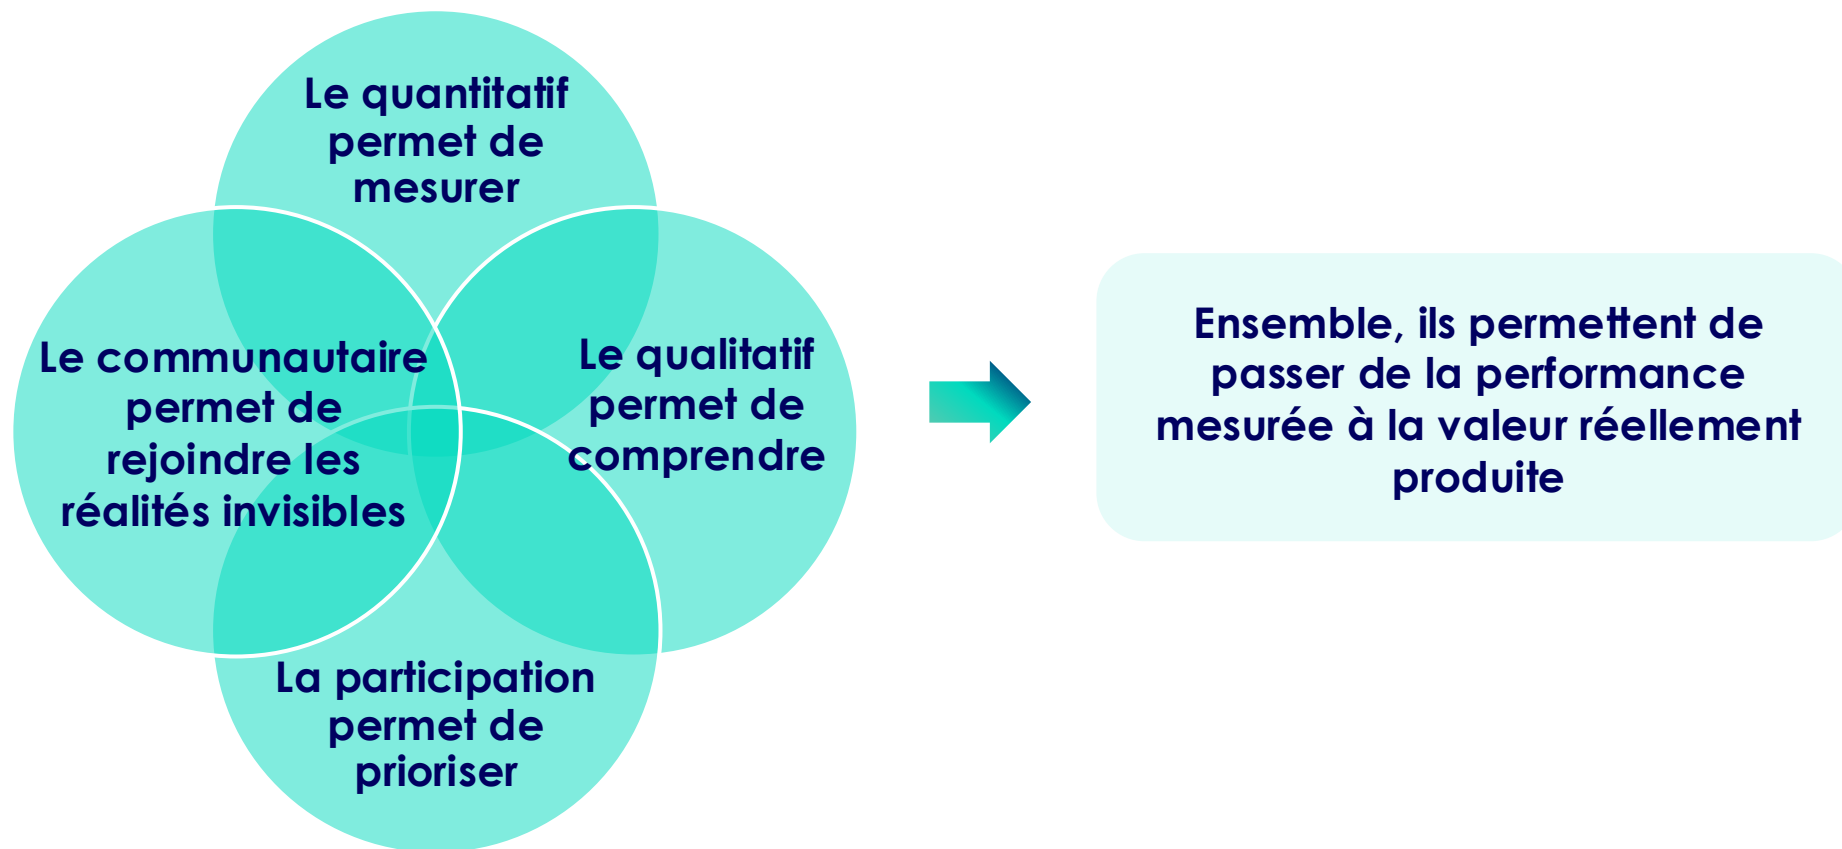 Le quantitatif
permet de
mesurer
Le communautaire
permet de
rejoindre les
réalités invisibles
Le qualitatif
permet de
comprendre
La participation
permet de
prioriser
Ensemble, ils permettent de
passer de la performance
mesurée à la valeur réellement
produite